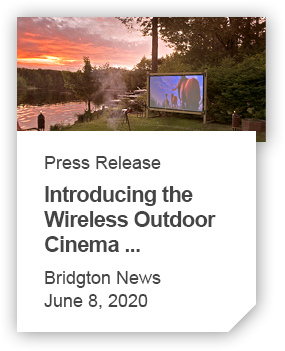 Press Release
Introducing the
Wireless Outdoor
Cinema ...
Bridgton News
June 8, 2020